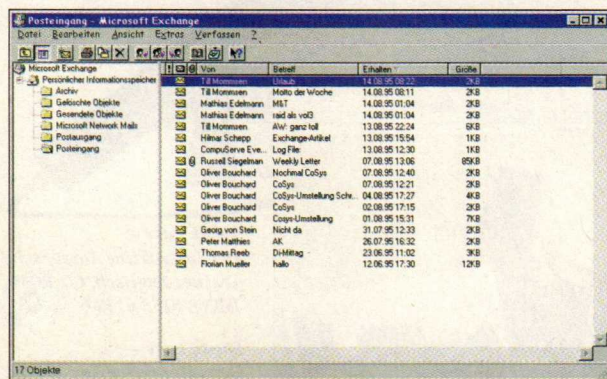 Posteingang - Microsoft Exchange
Datei Bearbeiten Ansicht Extras Verfassen ?
Microsoft Exchange
Persönlicher Informationsspeicher
Archiv
Gelöschte Objekte
Gesendete Objekte
Microsoft Network Mails
Postausgang
Posteingang
! Von Betreff Erhalten Größe
Till Mommsen Urlaub 14.08.95 08:22 2KB
Till Mommsen Motto der Woche 14.08.95 08:11 2KB
Mathias Edelmann M&T 14.08.95 01:04 2KB
Mathias Edelmann raid als vol3 14.08.95 01:04 2KB
Till Mommsen AW: ganz toll 13.08.95 22:24 6KB
Hilmar Schepp Exchange-Artikel 13.08.95 15:54 1KB
CompuServe Eve... Log File 13.08.95 12:30 1KB
Russell Siegelman Weekly Letter 07.08.95 13:06 85KB
Oliver Bouchard Nochmal CoSys 07.08.95 12:40 2KB
Oliver Bouchard CoSys 07.08.95 12:21 2KB
Oliver Bouchard CoSys-Umstellung Schr... 04.08.95 17:27 4KB
Oliver Bouchard CoSys 02.08.95 17:15 2KB
Oliver Bouchard Cosys-Umstellung 01.08.95 15:31 7KB
Georg von Stein Nicht da 31.07.95 12:33 2KB
Peter Matthies AK 26.07.95 16:32 2KB
Thomas Reeb Di-Mittag 23.06.95 11:02 3KB
Florian Mueller hallo 12.06.95 17:30 12KB
17 Objekte